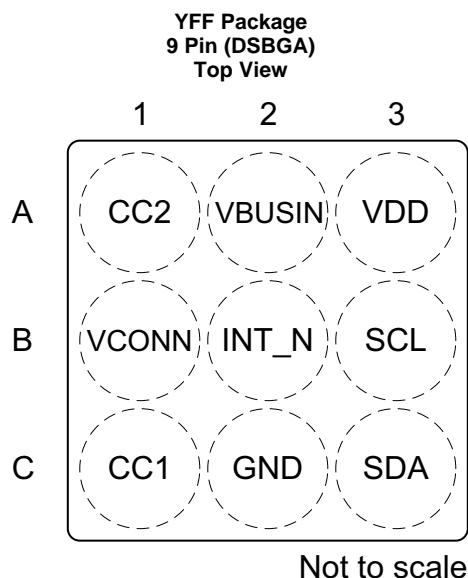 YFF Package
9 Pin (DSBGA)
Top View
1 2 3
A CC2 VBUSIN VDD
B VCONN INT_N SCL
C CC1 GND SDA
Not to scale